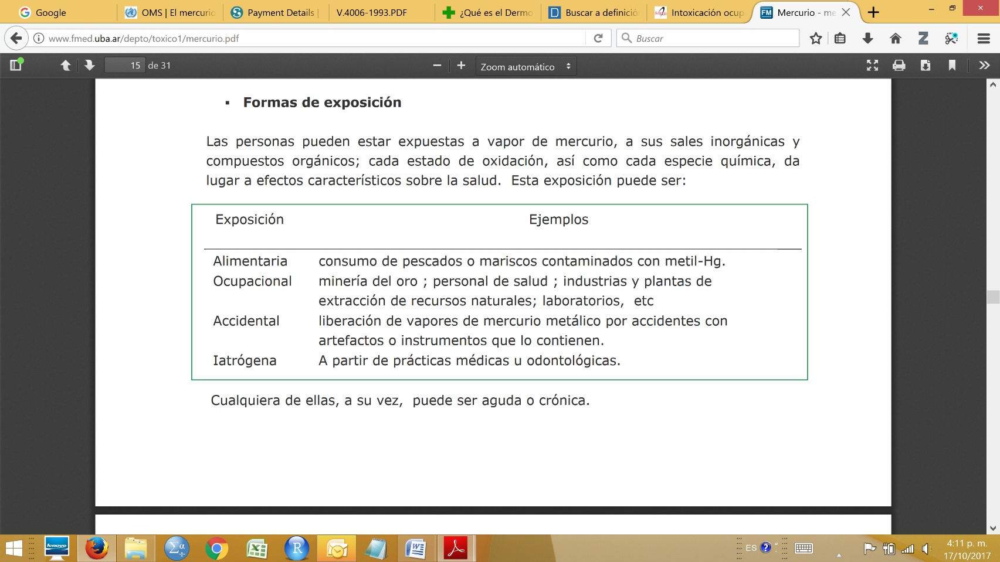 Google
OMS | El mercurio
Payment Details |
V.4006-1993.PDF
¿Qué es el Dermo
Buscar a definición
Intoxicación ocup
FM
Mercurio - me
www.fmed.uba.ar/depto/toxico1/mercurio.pdf
Buscar
15 de 31
Zoom automático
▪ Formas de exposición
Las personas pueden estar expuestas a vapor de mercurio, a sus sales inorgánicas y
compuestos orgánicos; cada estado de oxidación, así como cada especie química, da
lugar a efectos característicos sobre la salud. Esta exposición puede ser:
Exposición Ejemplos
Alimentaria consumo de pescados o mariscos contaminados con metil-Hg.
Ocupacional minería del oro ; personal de salud ; industrias y plantas de
extracción de recursos naturales; laboratorios, etc
Accidental liberación de vapores de mercurio metálico por accidentes con
artefactos o instrumentos que lo contienen.
Iatrógena A partir de prácticas médicas u odontológicas.
Cualquiera de ellas, a su vez, puede ser aguda o crónica.
lenovo
ES
4:11 p. m.
17/10/2017